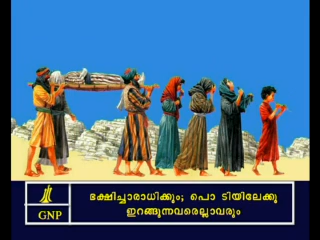 ഭക്ഷിച്ചാരാധിക്കും; പൊ ടിയിലേക്കു
ഇറങ്ങുന്നവരെല്ലാവരും
GNP